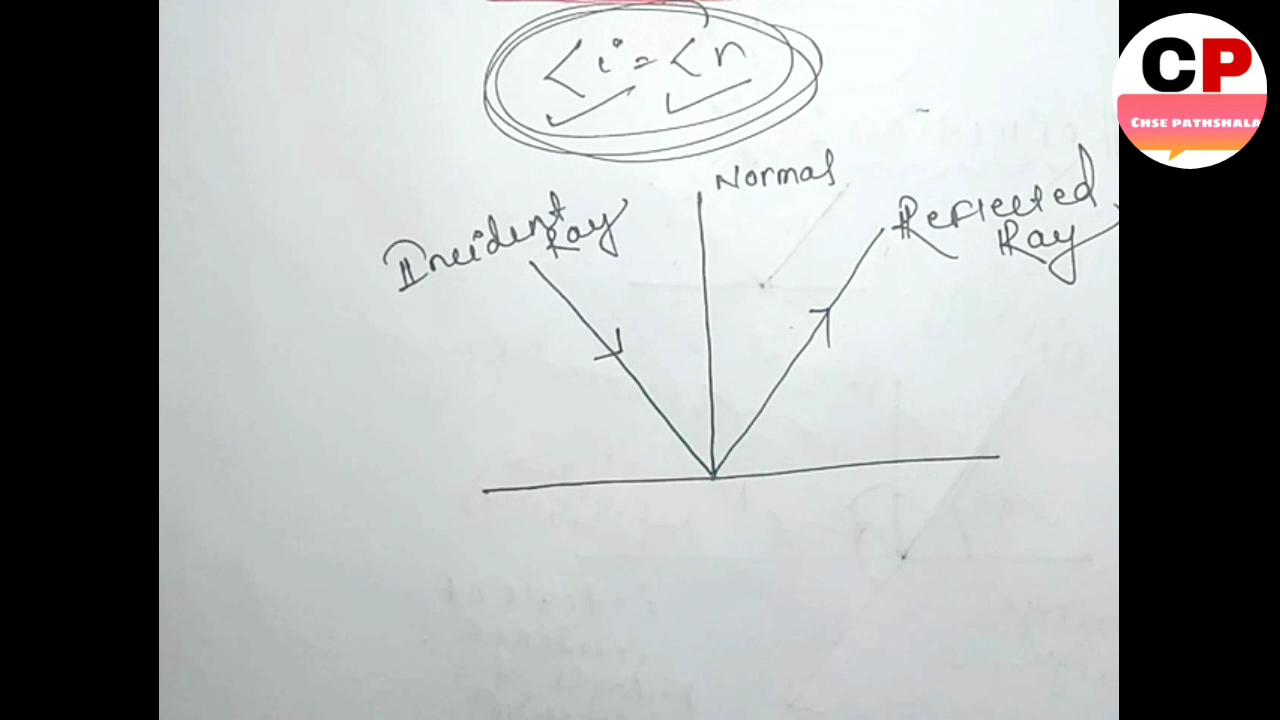 <i = <r
Normal
Incident
Ray
Reflected
Ray
CP
CHSE PATHSHALA